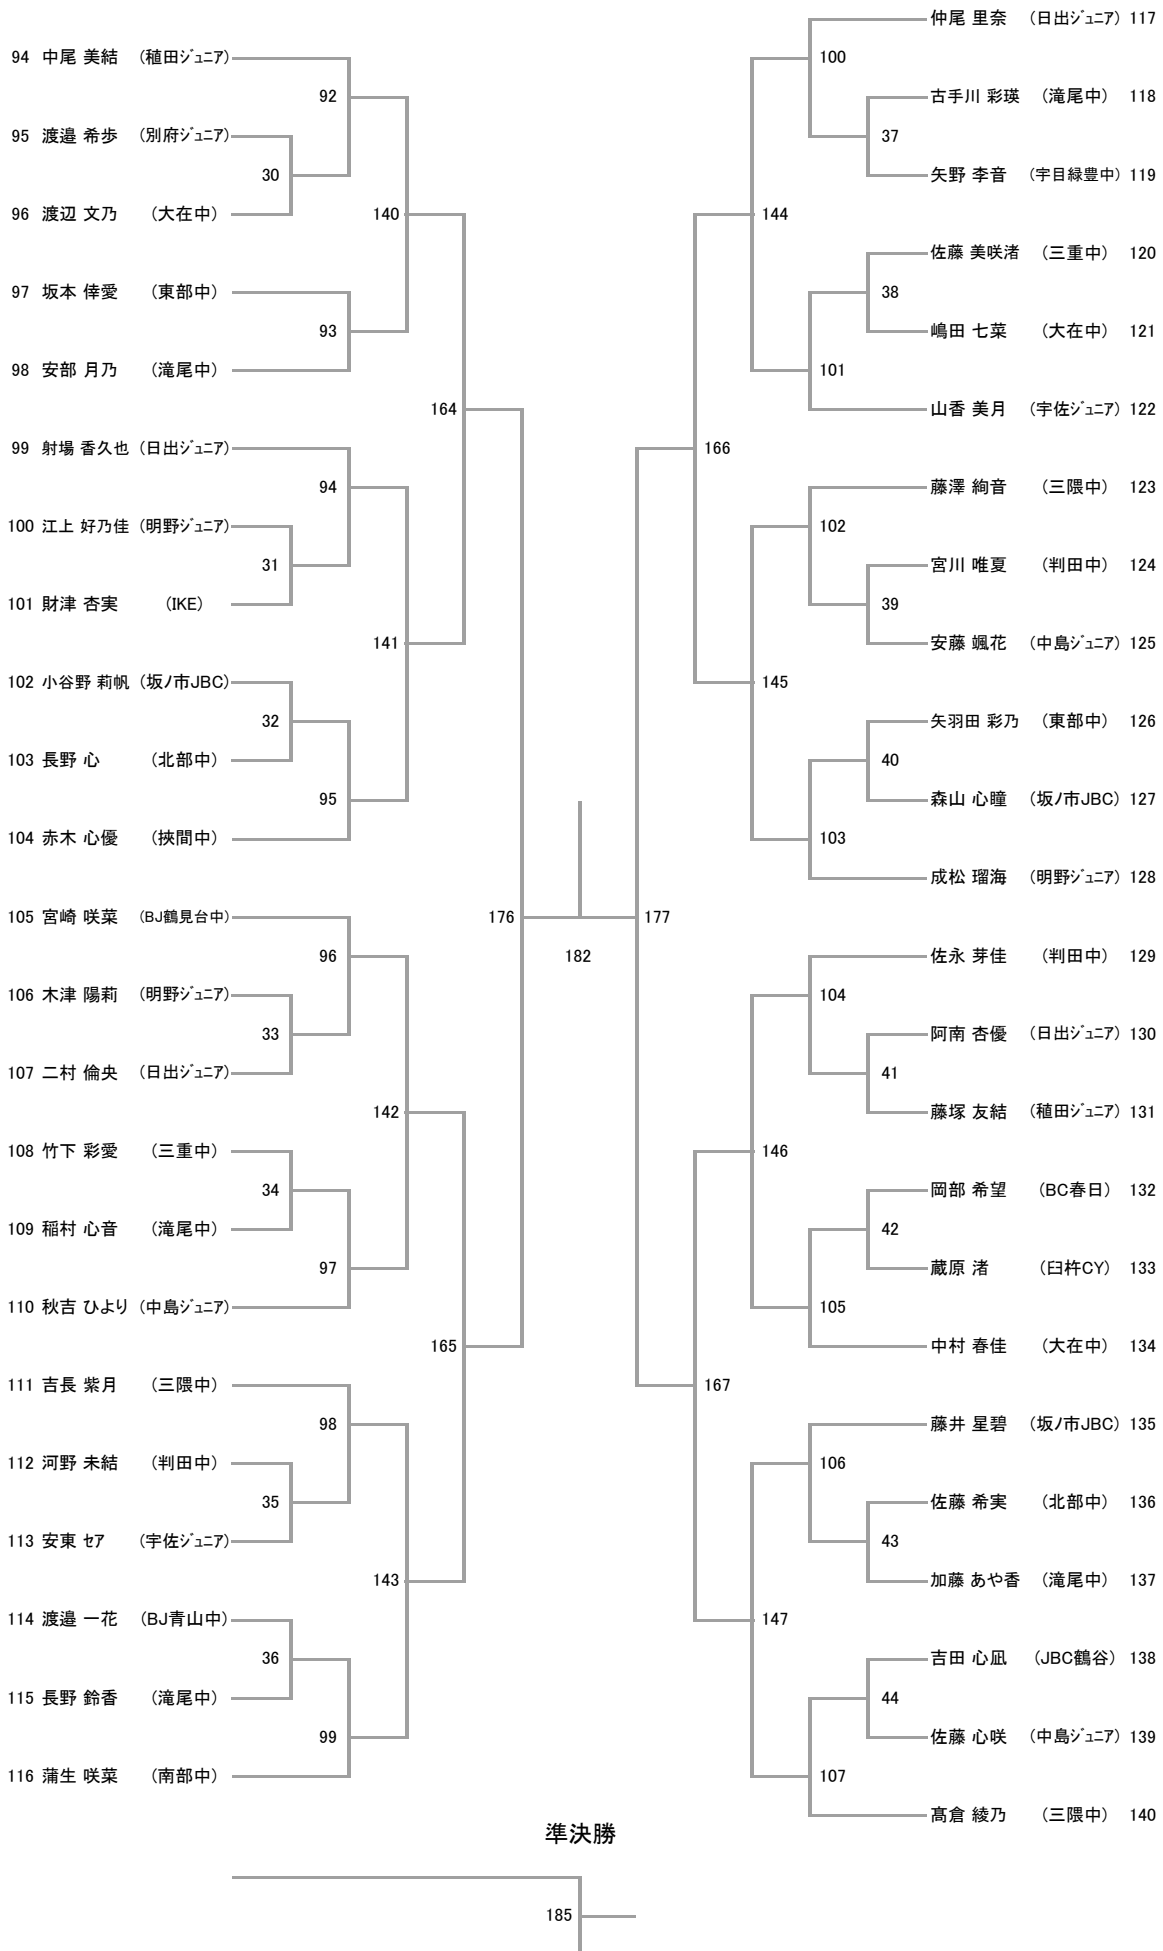 94 中尾 美結 (稙田ｼﾞｭﾆｱ)
92
95 渡邉 希歩 (別府ｼﾞｭﾆｱ)
30
96 渡辺 文乃 (大在中)
140
97 坂本 倖愛 (東部中)
93
98 安部 月乃 (滝尾中)
164
99 射場 香久也 (日出ｼﾞｭﾆｱ)
94
100 江上 好乃佳 (明野ｼﾞｭﾆｱ)
31
101 財津 杏実 (IKE)
141
102 小谷野 莉帆 (坂ﾉ市JBC)
32
103 長野 心 (北部中)
95
104 赤木 心優 (挾間中)
176
105 宮崎 咲菜 (BJ鶴見台中)
96
106 木津 陽莉 (明野ｼﾞｭﾆｱ)
33
107 二村 倫央 (日出ｼﾞｭﾆｱ)
142
108 竹下 彩愛 (三重中)
34
109 稲村 心音 (滝尾中)
97
110 秋吉 ひより (中島ｼﾞｭﾆｱ)
165
111 吉長 紫月 (三隈中)
98
112 河野 未結 (判田中)
35
113 安東 ｾｱ (宇佐ｼﾞｭﾆｱ)
143
114 渡邉 一花 (BJ青山中)
36
115 長野 鈴香 (滝尾中)
99
116 蒲生 咲菜 (南部中)
182
仲尾 里奈 (日出ｼﾞｭﾆｱ) 117
100
古手川 彩瑛 (滝尾中) 118
37
矢野 李音 (宇目緑豊中) 119
144
佐藤 美咲渚 (三重中) 120
38
嶋田 七菜 (大在中) 121
101
山香 美月 (宇佐ｼﾞｭﾆｱ) 122
166
藤澤 絢音 (三隈中) 123
102
宮川 唯夏 (判田中) 124
39
安藤 颯花 (中島ｼﾞｭﾆｱ) 125
145
矢羽田 彩乃 (東部中) 126
40
森山 心瞳 (坂ﾉ市JBC) 127
103
成松 瑠海 (明野ｼﾞｭﾆｱ) 128
177
佐永 芽佳 (判田中) 129
104
阿南 杏優 (日出ｼﾞｭﾆｱ) 130
41
藤塚 友結 (稙田ｼﾞｭﾆｱ) 131
146
岡部 希望 (BC春日) 132
42
蔵原 渚 (臼杵CY) 133
105
中村 春佳 (大在中) 134
167
藤井 星碧 (坂ﾉ市JBC) 135
106
佐藤 希実 (北部中) 136
43
加藤 あや香 (滝尾中) 137
147
吉田 心凪 (JBC鶴谷) 138
44
佐藤 心咲 (中島ｼﾞｭﾆｱ) 139
107
髙倉 綾乃 (三隈中) 140
準決勝
185